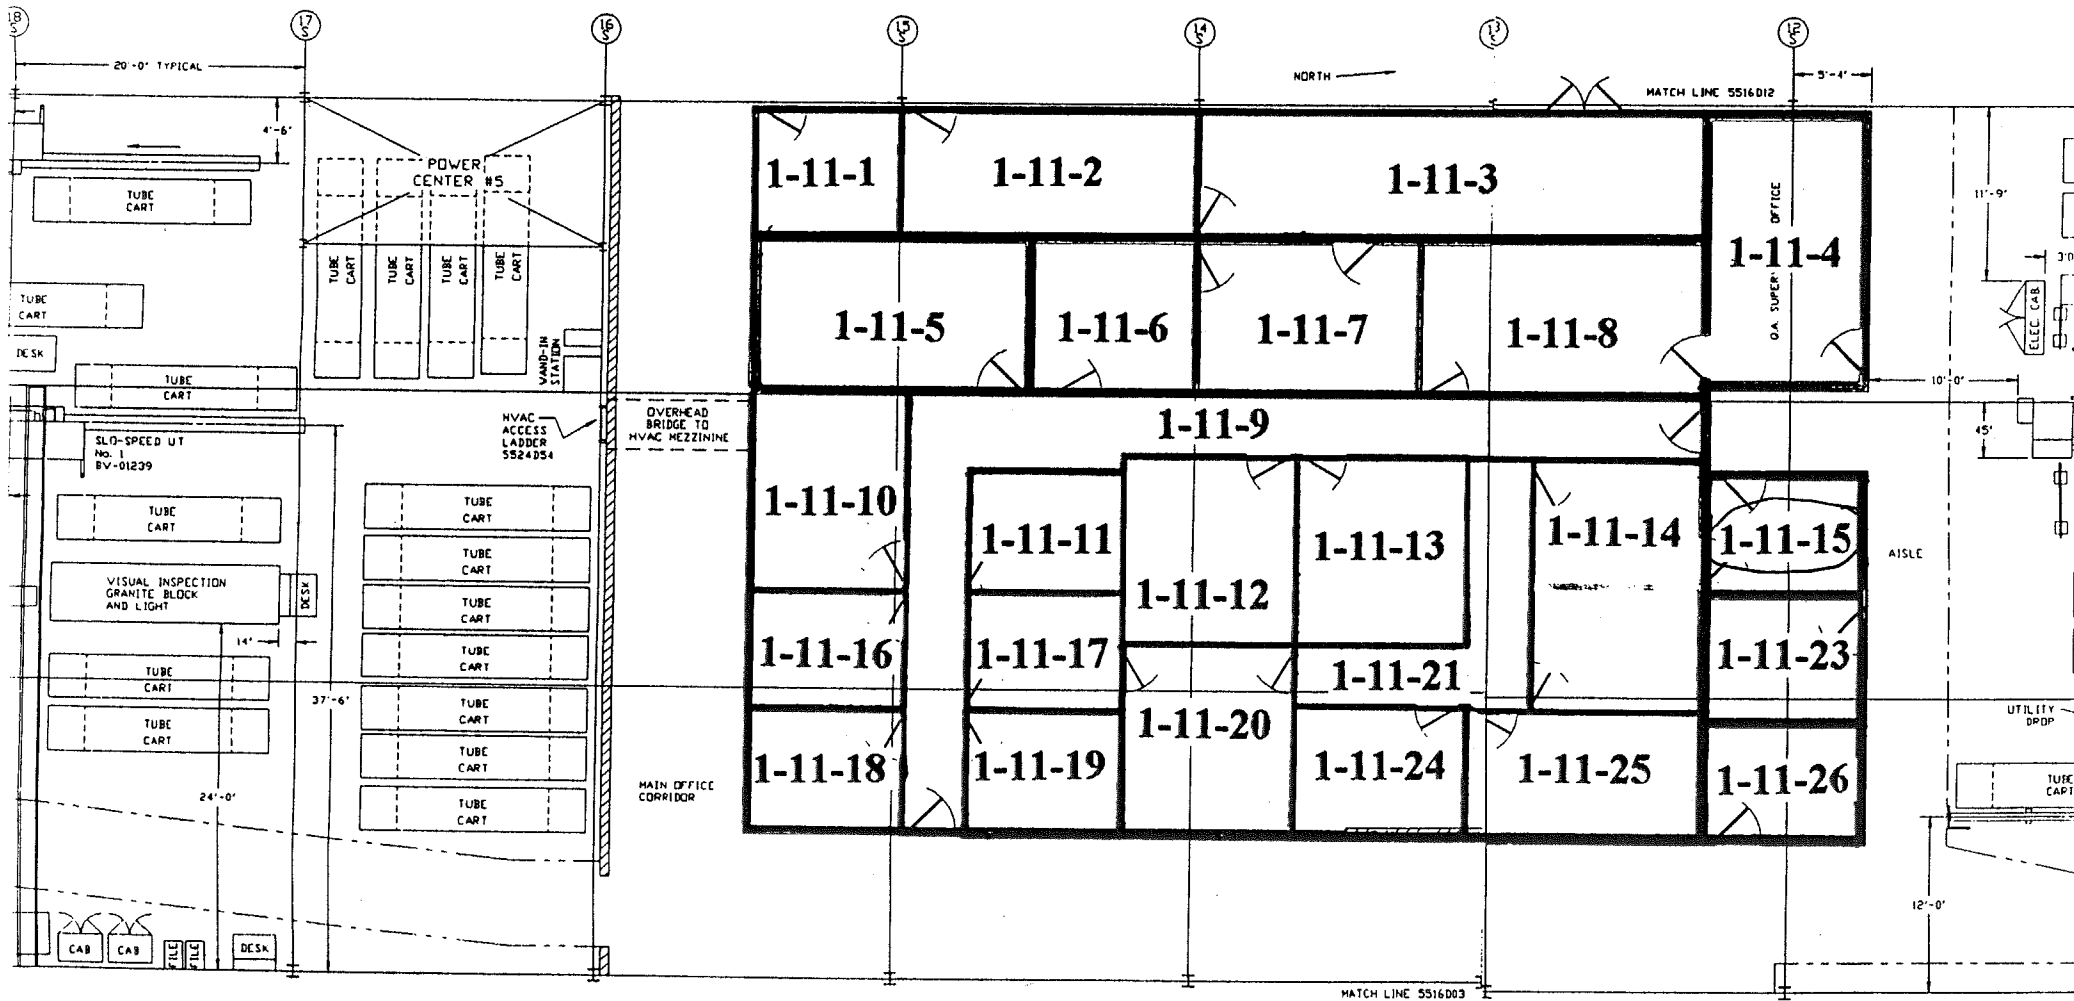 18
S
17
S
16
S
15
S
14
S
13
S
12
S
20'-0" TYPICAL
NORTH
5'-4"
MATCH LINE 5516D12
4'-6"
POWER
CENTER #5
TUBE
CART
TUBE
CART
TUBE
CART
TUBE
CART
TUBE
CART
TUBE
CART
DESK
TUBE
CART
VAND-IN
STATION
HVAC
ACCESS
LADDER
5524D54
OVERHEAD
BRIDGE TO
HVAC MEZZININE
SLO-SPEED UT
No. 1
BV-01239
1-11-1
1-11-2
1-11-3
Q.A. SUPER
OFFICE
1-11-4
11'-9"
ELEC. CAB.
1-11-5
1-11-6
1-11-7
1-11-8
10'-0"
45"
1-11-9
1-11-10
1-11-11
1-11-12
1-11-13
1-11-14
1-11-15
AISLE
TUBE
CART
TUBE
CART
TUBE
CART
VISUAL INSPECTION
GRANITE BLOCK
AND LIGHT
DESK
TUBE
CART
14"
TUBE
CART
TUBE
CART
37'-6"
TUBE
CART
TUBE
CART
TUBE
CART
TUBE
CART
24'-0"
1-11-16
1-11-17
1-11-21
1-11-23
1-11-18
1-11-19
1-11-20
1-11-24
1-11-25
1-11-26
UTILITY
DROP
TUBE
CART
MAIN OFFICE
CORRIDOR
12'-0"
CAB
CAB
FILE
FILE
DESK
MATCH LINE 5516D03